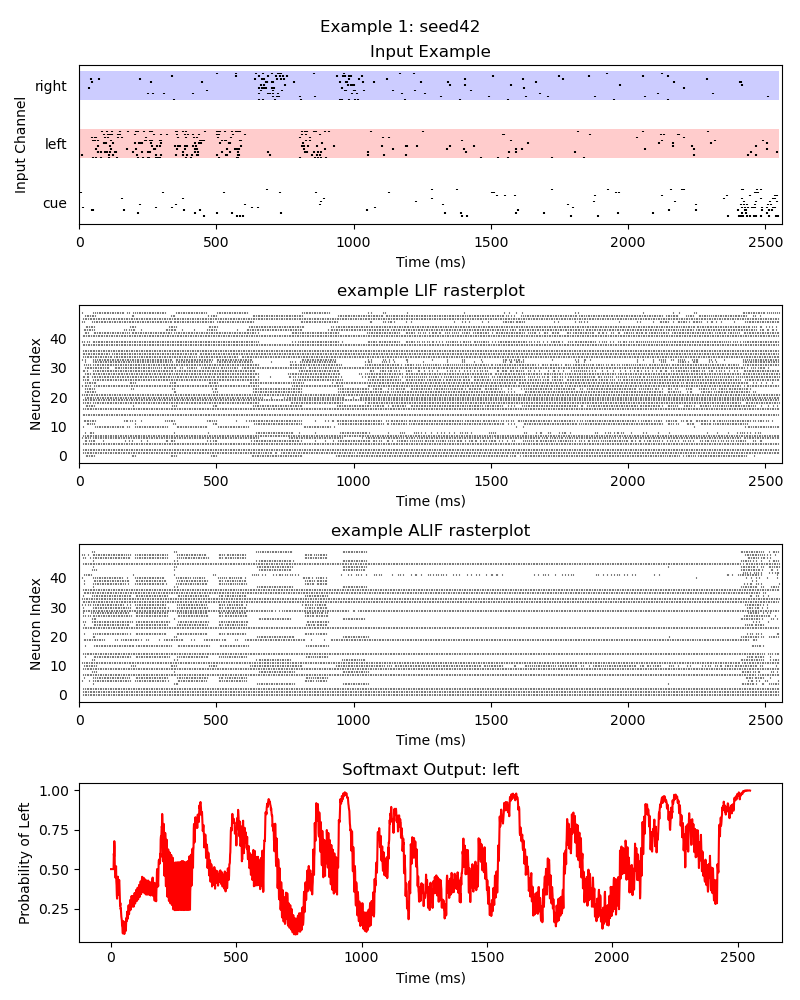 Example 1: seed42
Input Example
Input Channel
right
left
cue
0 500 1000 1500 2000 2500
Time (ms)
example LIF rasterplot
Neuron Index
40
30
20
10
0
0 500 1000 1500 2000 2500
Time (ms)
example ALIF rasterplot
Neuron Index
40
30
20
10
0
0 500 1000 1500 2000 2500
Time (ms)
Softmaxt Output: left
Probability of Left
1.00
0.75
0.50
0.25
0 500 1000 1500 2000 2500
Time (ms)